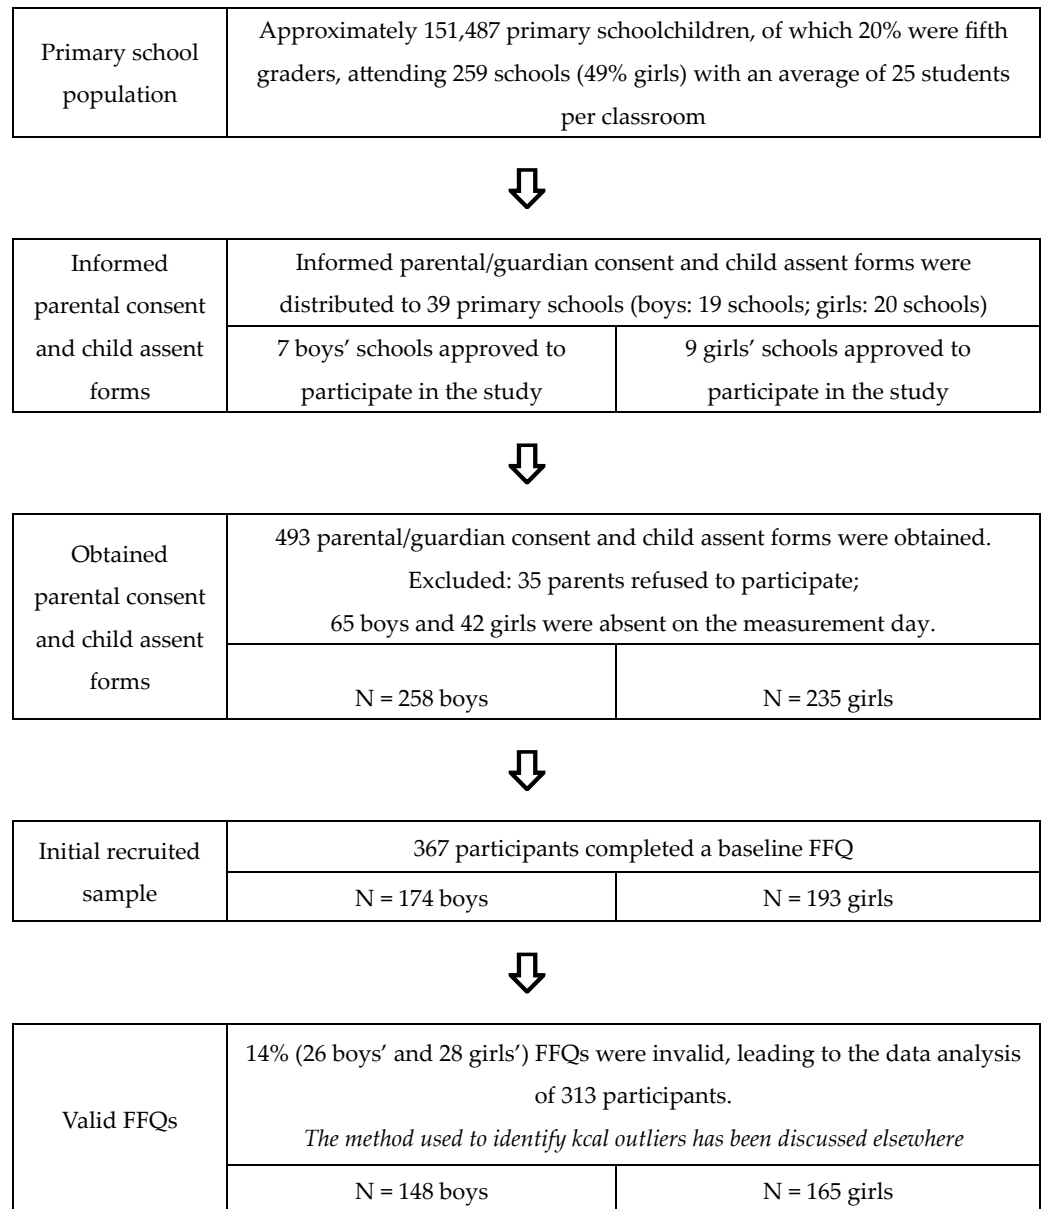 Primary school
population
Approximately 151,487 primary schoolchildren, of which 20% were fifth
graders, attending 259 schools (49% girls) with an average of 25 students
per classroom
Informed
parental consent
and child assent
forms
Informed parental/guardian consent and child assent forms were
distributed to 39 primary schools (boys: 19 schools; girls: 20 schools)
7 boys’ schools approved to
participate in the study
9 girls’ schools approved to
participate in the study
Obtained
parental consent
and child assent
forms
493 parental/guardian consent and child assent forms were obtained.
Excluded: 35 parents refused to participate;
65 boys and 42 girls were absent on the measurement day.
N = 258 boys
N = 235 girls
Initial recruited
sample
367 participants completed a baseline FFQ
N = 174 boys
N = 193 girls
Valid FFQs
14% (26 boys’ and 28 girls’) FFQs were invalid, leading to the data analysis
of 313 participants.
The method used to identify kcal outliers has been discussed elsewhere
N = 148 boys
N = 165 girls